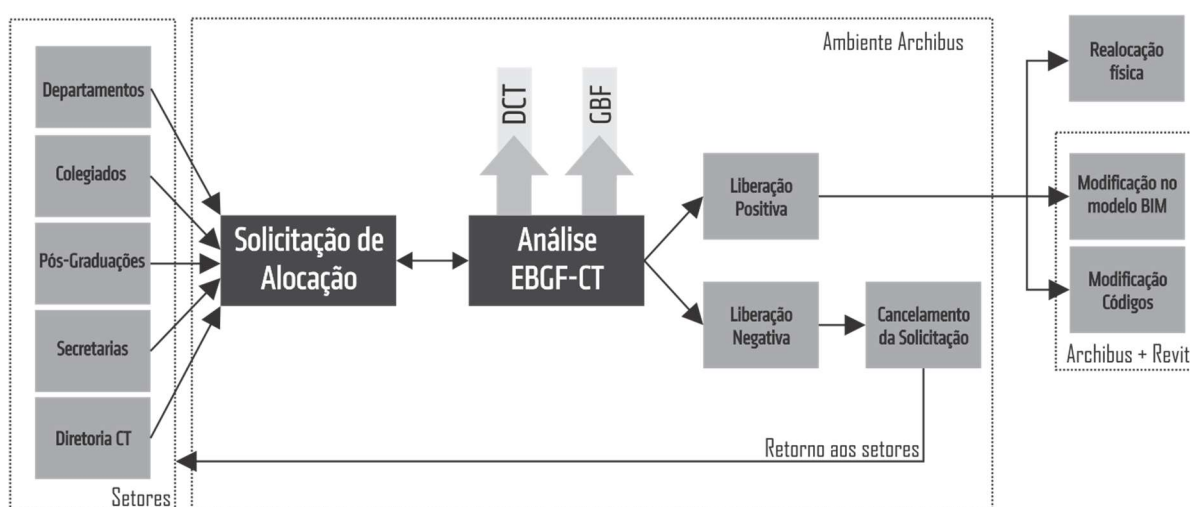 Departamentos
Colegiados
Pós-Graduações
Secretarias
Diretoria CT
Setores
Ambiente Archibus
Solicitação de
Alocação
DCT
GBF
Análise
EBGF-CT
Liberação
Positiva
Liberação
Negativa
Cancelamento
da Solicitação
Retorno aos setores
Realocação
física
Modificação no
modelo BIM
Modificação
Códigos
Archibus + Revit